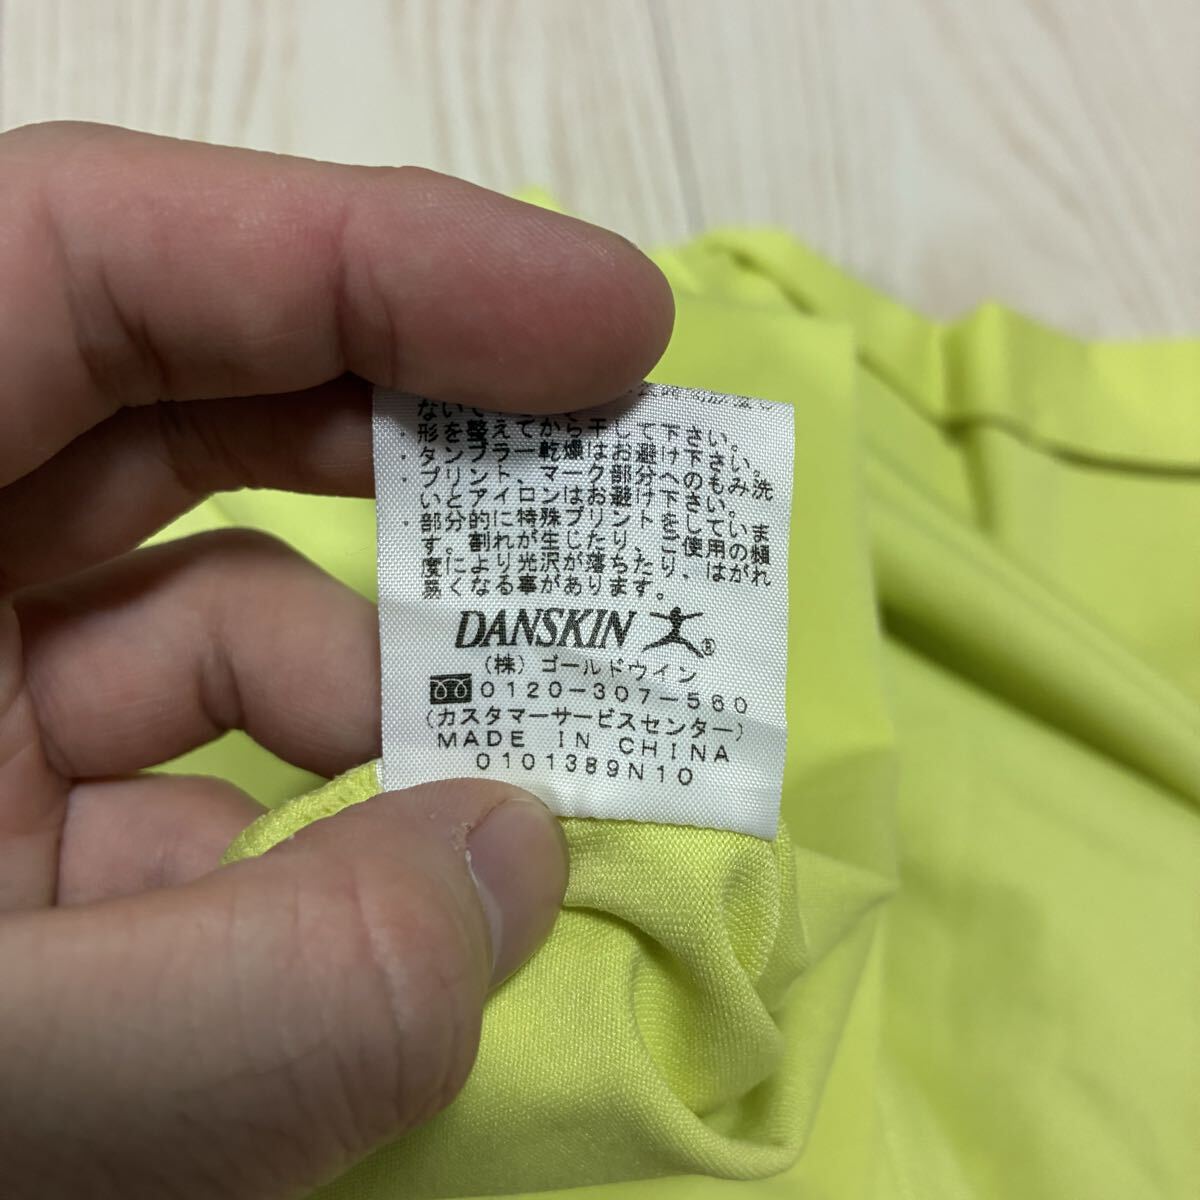 ・形を整えてから干して下さい。
・タンブラー乾燥はお避け下さい。
・プリント、マーク部分へのもみ洗
いとアイロンはお避け下さい。
・部分的に特殊プリントをしていま
す。割れが生じたり、ご使用の頻
度により光沢が落ちたり、はがれ
易くなる事があります。
DANSKIN ®
(株)ゴールドウイン
0120-307-560
(カスタマーサービスセンター)
MADE IN CHINA
0101389N10